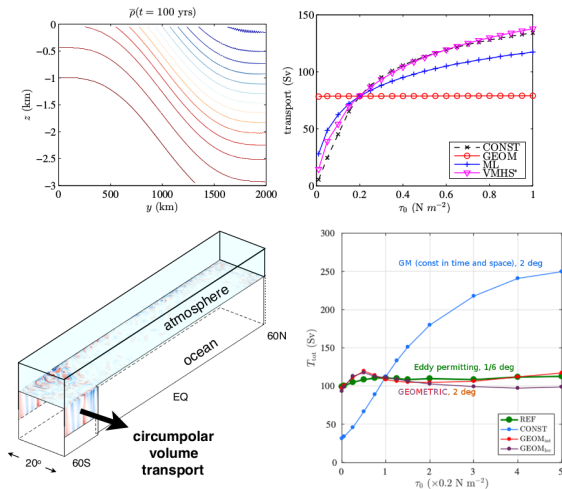 ρ̅(t = 100 yrs)
0
−0.5
−1
−1.5
−2
−2.5
−3
z (km)
0
500
1000
1500
2000
y (km)
150
100
50
0
transport (Sv)
0
0.2
0.4
0.6
0.8
1
τ₀ (N m⁻²)
CONST
GEOM
ML
VMHS*
atmosphere
ocean
60N
EQ
60S
20°
circumpolar
volume
transport
300
250
200
150
100
50
0
T_tot (Sv)
GM (const in time and space), 2 deg
Eddy permitting, 1/6 deg
GEOMETRIC, 2 deg
REF
CONST
GEOM_int
GEOM_loc
0
1
2
3
4
5
τ₀ (×0.2 N m⁻²)